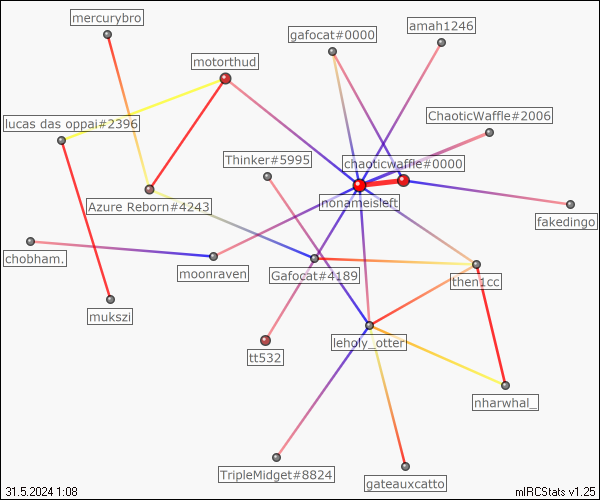 mercurybro
gafocat#0000
amah1246
motorthud
ChaoticWaffle#2006
lucas das oppai#2396
Thinker#5995
chaoticwaffle#0000
nonameisleft
Azure Reborn#4243
fakedingo
chobham.
moonraven
Gafocat#4189
then1cc
mukszi
leholy_otter
tt532
nharwhal_
TripleMidget#8824
gateauxcatto
31.5.2024 1:08
mIRCStats v1.25